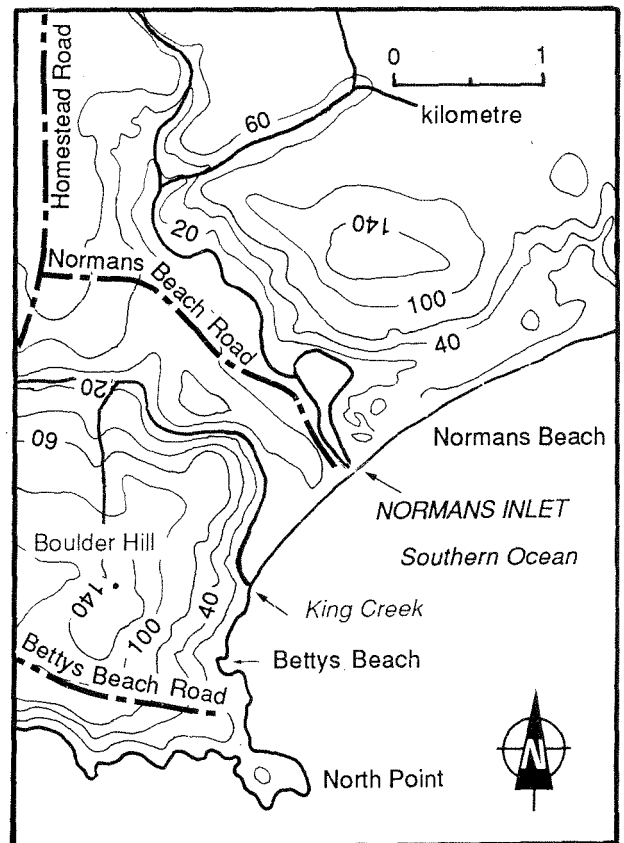 0 1
kilometre
Homestead Road
60
140
20
Normans Beach Road
100
40
20
60
Normans Beach
NORMANS INLET
Southern Ocean
Boulder Hill
140
100
40
King Creek
Bettys Beach
Bettys Beach Road
North Point
N